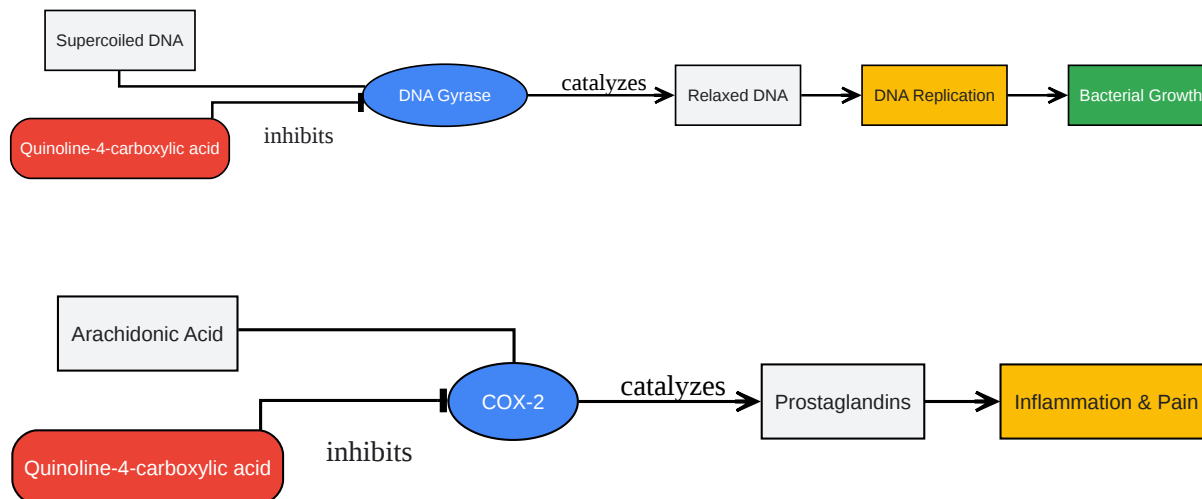 Supercoiled DNA
DNA Gyrase
catalyzes
Relaxed DNA
DNA Replication
Bacterial Growth
inhibits
Quinoline-4-carboxylic acid
Arachidonic Acid
COX-2
catalyzes
Prostaglandins
Inflammation & Pain
inhibits
Quinoline-4-carboxylic acid